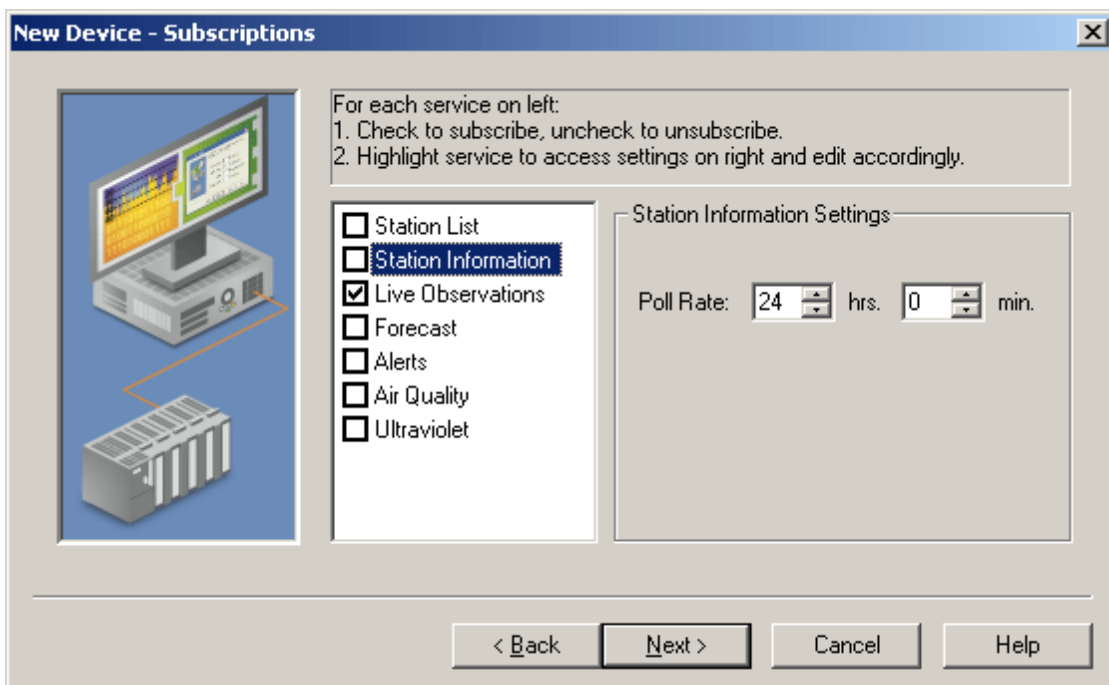 New Device - Subscriptions
For each service on left:
1. Check to subscribe, uncheck to unsubscribe.
2. Highlight service to access settings on right and edit accordingly.
Station List
Station Information
Live Observations
Forecast
Alerts
Air Quality
Ultraviolet
Station Information Settings
Poll Rate: 24 hrs. 0 min.
< Back Next > Cancel Help